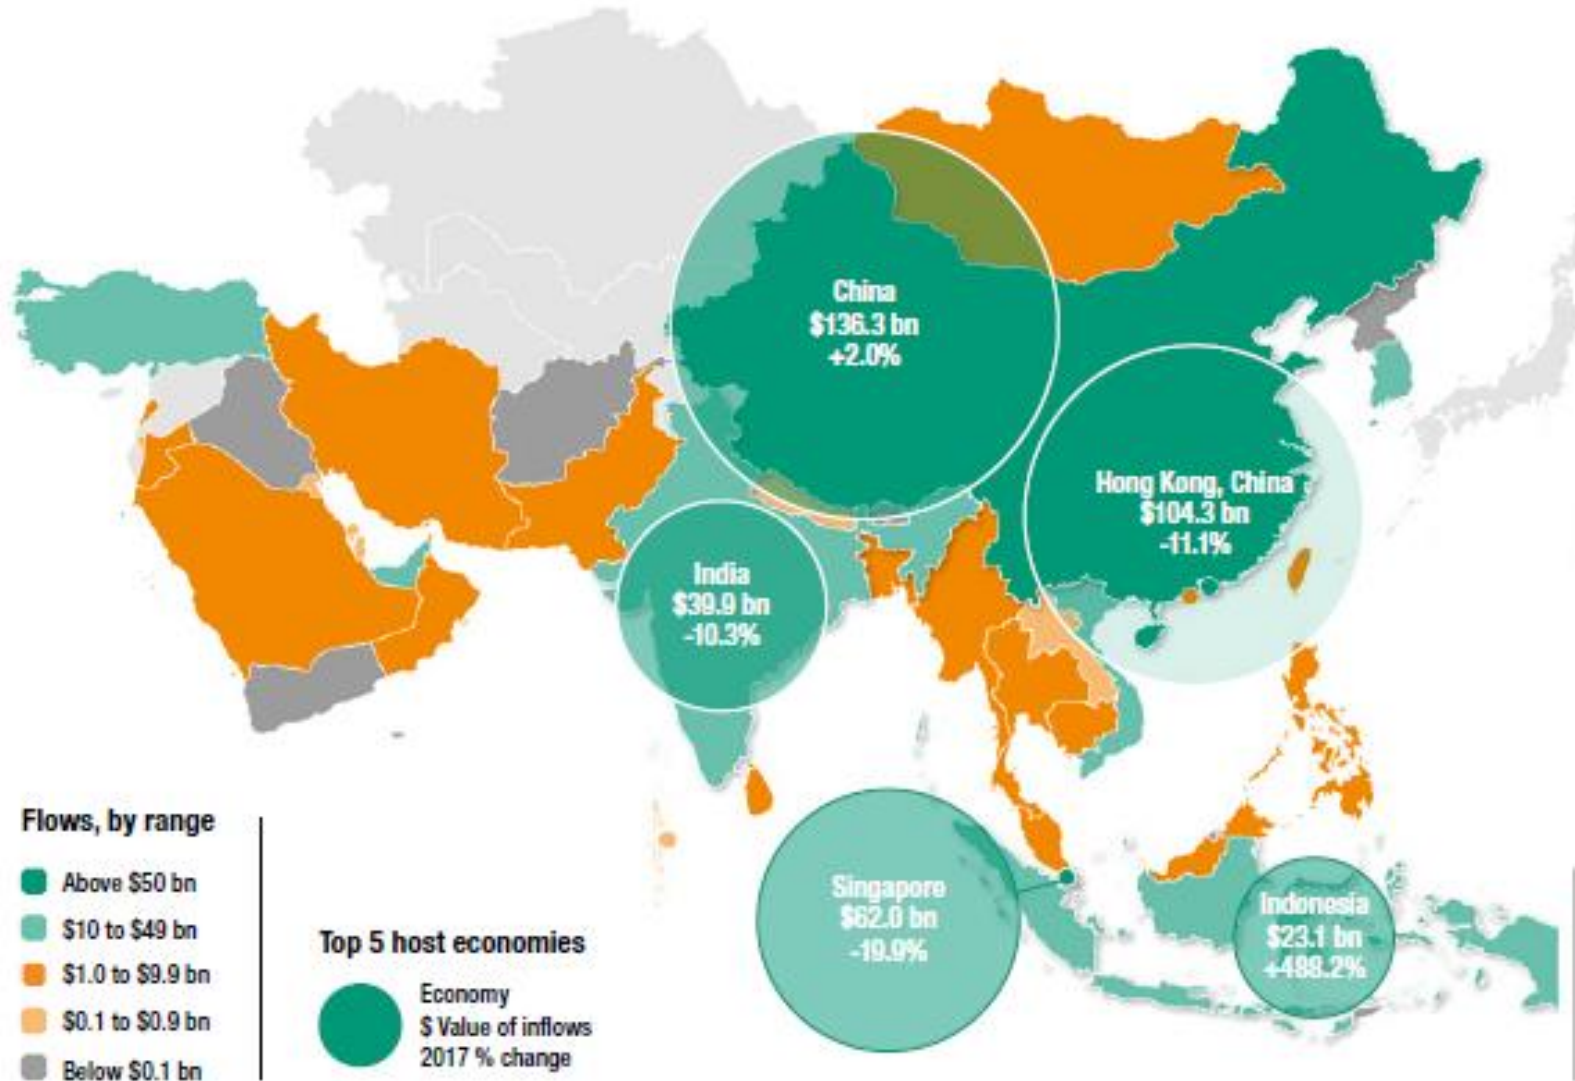 China
$136.3 bn
+2.0%
Hong Kong, China
$104.3 bn
-11.1%
India
$39.9 bn
-10.3%
Singapore
$62.0 bn
-19.9%
Indonesia
$23.1 bn
+488.2%
Flows, by range
Above $50 bn
$10 to $49 bn
$1.0 to $9.9 bn
$0.1 to $0.9 bn
Below $0.1 bn
Top 5 host economies
Economy
$ Value of inflows
2017 % change